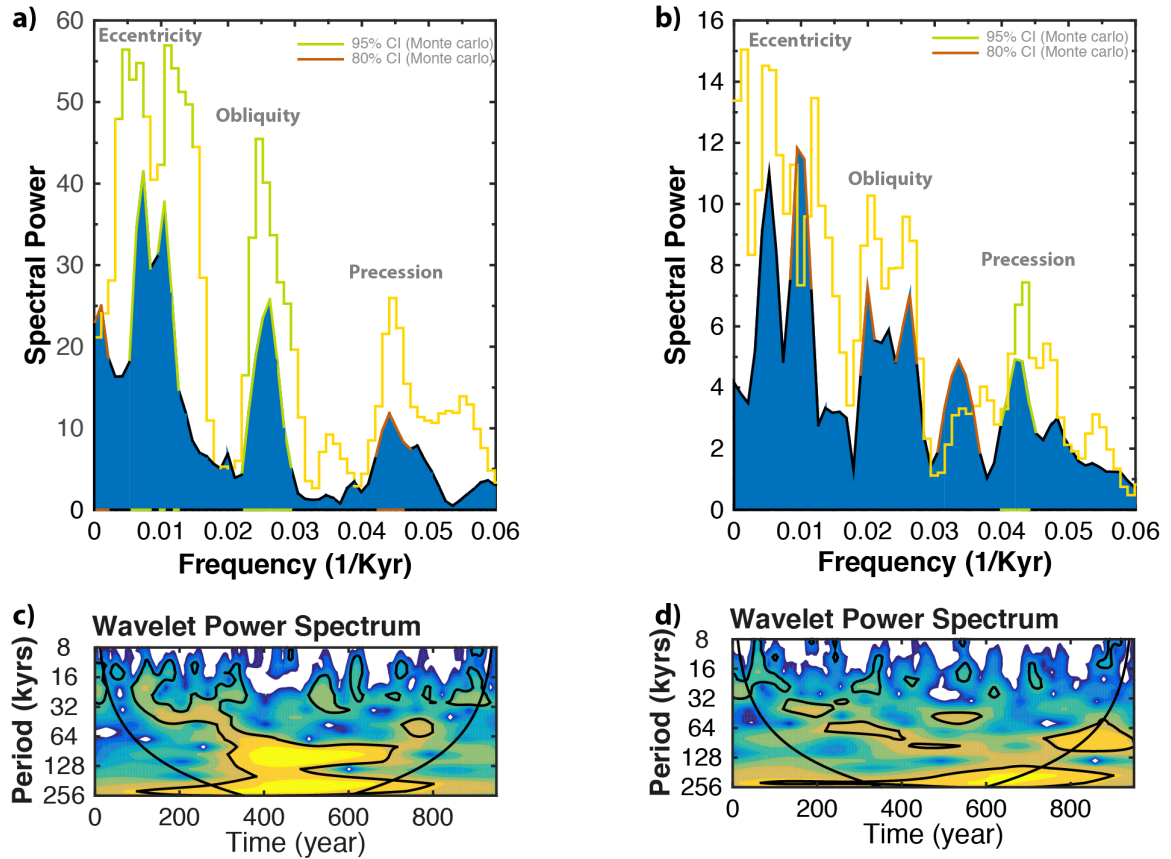 a)
60
50
40
30
20
10
0
Spectral Power
Eccentricity
95% CI (Monte carlo)
80% CI (Monte carlo)
Obliquity
Precession
0 0.01 0.02 0.03 0.04 0.05 0.06
Frequency (1/Kyr)
b)
16
14
12
10
8
6
4
2
0
Spectral Power
Eccentricity
95% CI (Monte carlo)
80% CI (Monte carlo)
Obliquity
Precession
0 0.01 0.02 0.03 0.04 0.05 0.06
Frequency (1/Kyr)
c)
Wavelet Power Spectrum
8
16
32
64
128
256
Period (kyrs)
0 200 400 600 800
Time (year)
d)
Wavelet Power Spectrum
8
16
32
64
128
256
Period (kyrs)
0 200 400 600 800
Time (year)